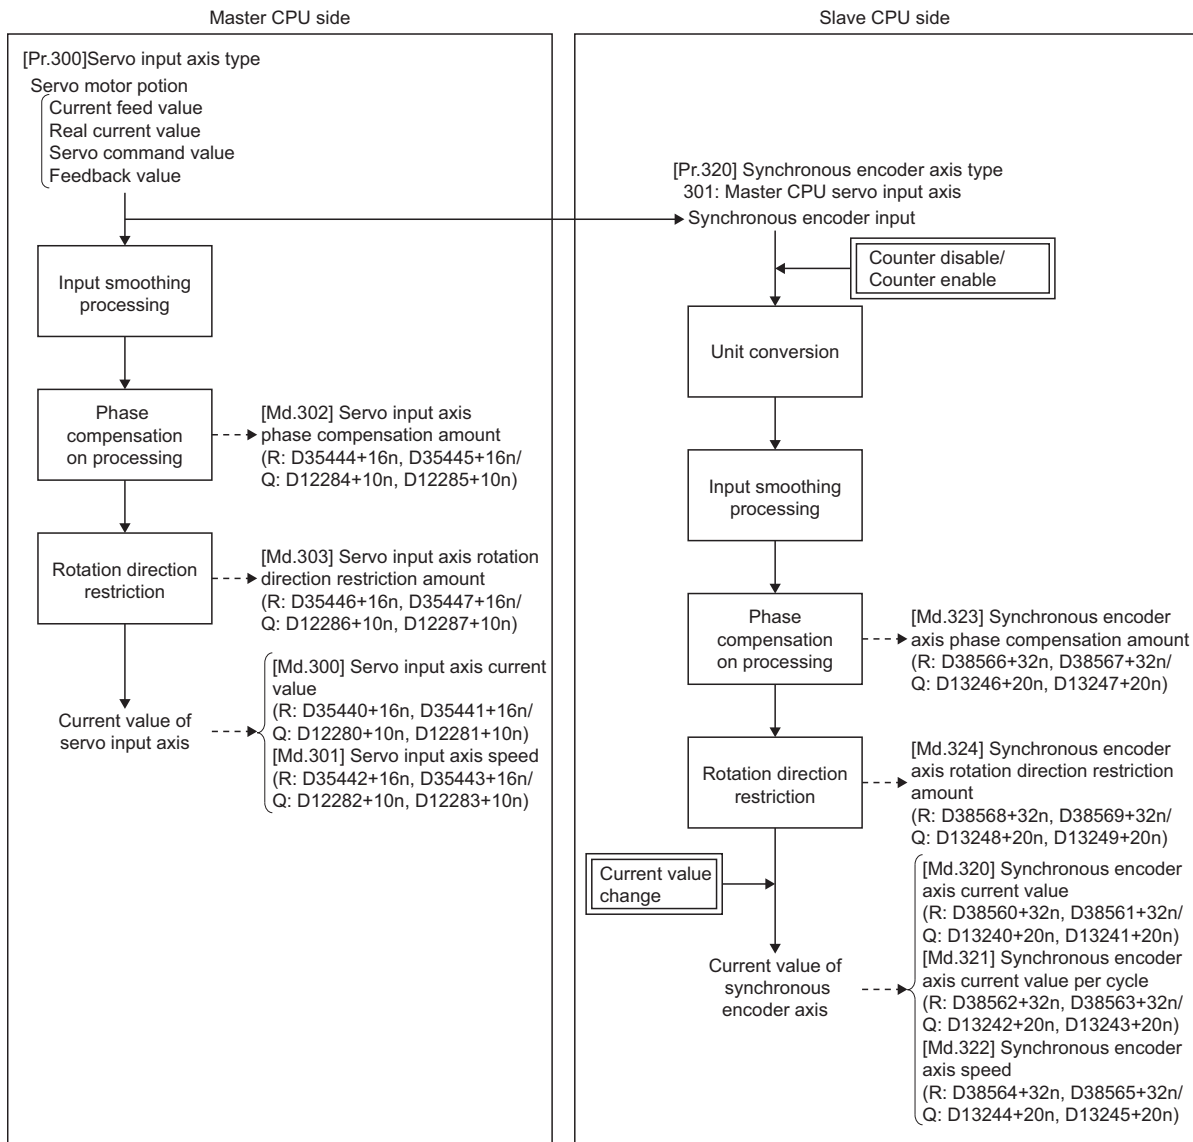 Master CPU side
[Pr.300]Servo input axis type
Servo motor potion
Current feed value
Real current value
Servo command value
Feedback value
Input smoothing
processing
Phase
compensation
on processing
[Md.302] Servo input axis
phase compensation amount
(R: D35444+16n, D35445+16n/
Q: D12284+10n, D12285+10n)
Rotation direction
restriction
[Md.303] Servo input axis rotation
direction restriction amount
(R: D35446+16n, D35447+16n/
Q: D12286+10n, D12287+10n)
Current value of
servo input axis
[Md.300] Servo input axis current
value
(R: D35440+16n, D35441+16n/
Q: D12280+10n, D12281+10n)
[Md.301] Servo input axis speed
(R: D35442+16n, D35443+16n/
Q: D12282+10n, D12283+10n)
Slave CPU side
[Pr.320] Synchronous encoder axis type
301: Master CPU servo input axis
Synchronous encoder input
Counter disable/
Counter enable
Unit conversion
Input smoothing
processing
Phase
compensation
on processing
[Md.323] Synchronous encoder
axis phase compensation amount
(R: D38566+32n, D38567+32n/
Q: D13246+20n, D13247+20n)
Rotation direction
restriction
[Md.324] Synchronous encoder
axis rotation direction restriction
amount
(R: D38568+32n, D38569+32n/
Q: D13248+20n, D13249+20n)
Current value
change
Current value of
synchronous
encoder axis
[Md.320] Synchronous encoder
axis current value
(R: D38560+32n, D38561+32n/
Q: D13240+20n, D13241+20n)
[Md.321] Synchronous encoder
axis current value per cycle
(R: D38562+32n, D38563+32n/
Q: D13242+20n, D13243+20n)
[Md.322] Synchronous encoder
axis speed
(R: D38564+32n, D38565+32n/
Q: D13244+20n, D13245+20n)